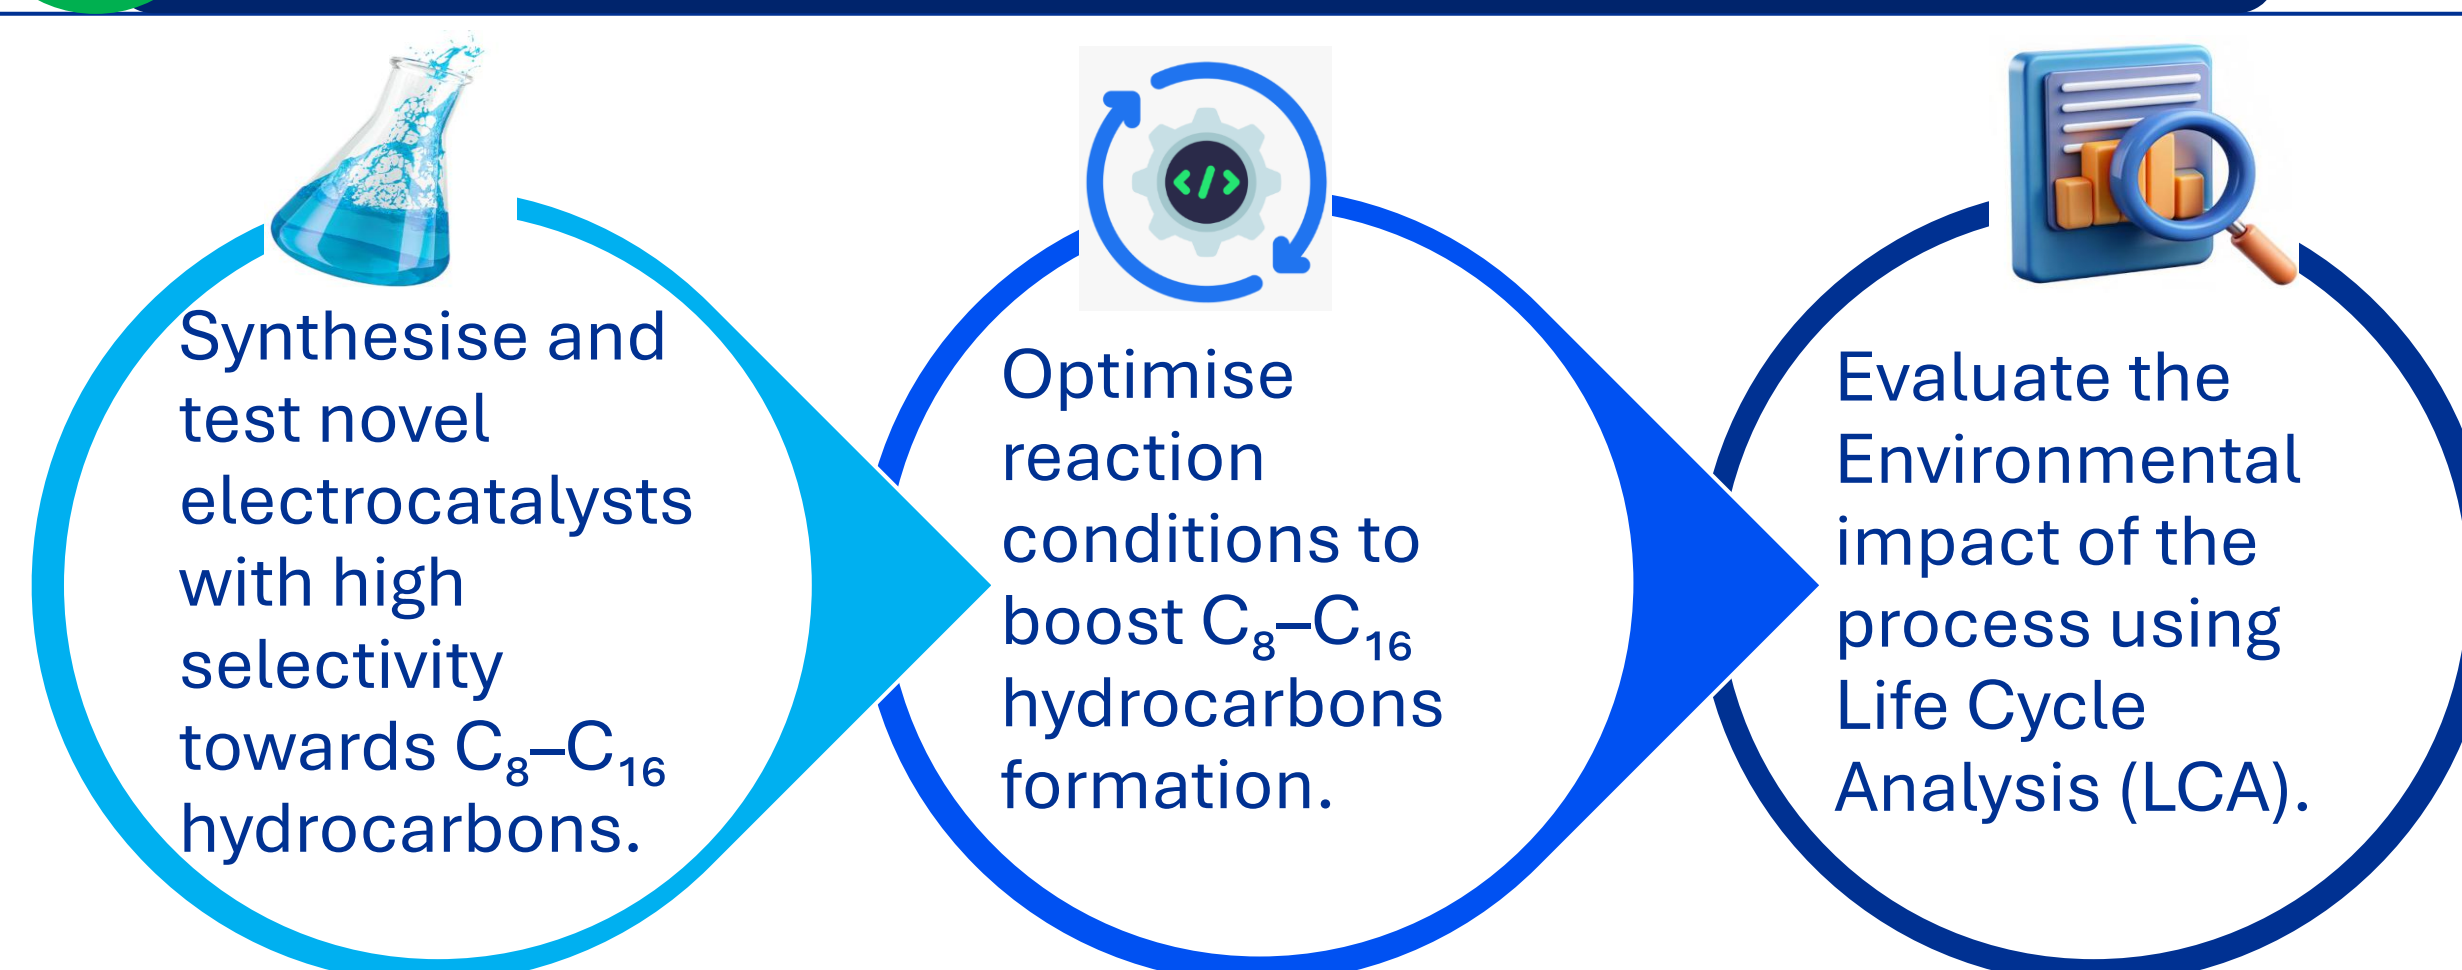 Synthesise and
test novel
electrocatalysts
with high
selectivity
towards C₈–C₁₆
hydrocarbons.
</>
Optimise
reaction
conditions to
boost C₈–C₁₆
hydrocarbons
formation.
Evaluate the
Environmental
impact of the
process using
Life Cycle
Analysis (LCA).